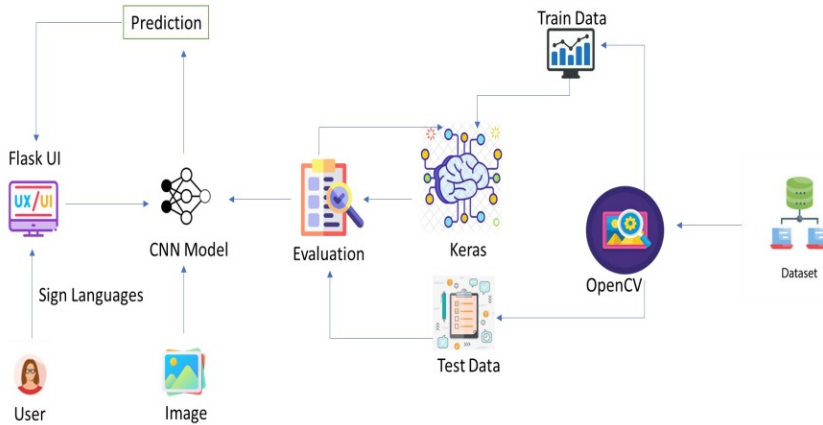 Prediction
Train Data
Flask UI
UX/UI
CNN Model
Evaluation
Keras
OpenCV
Dataset
Sign Languages
Test Data
User
Image